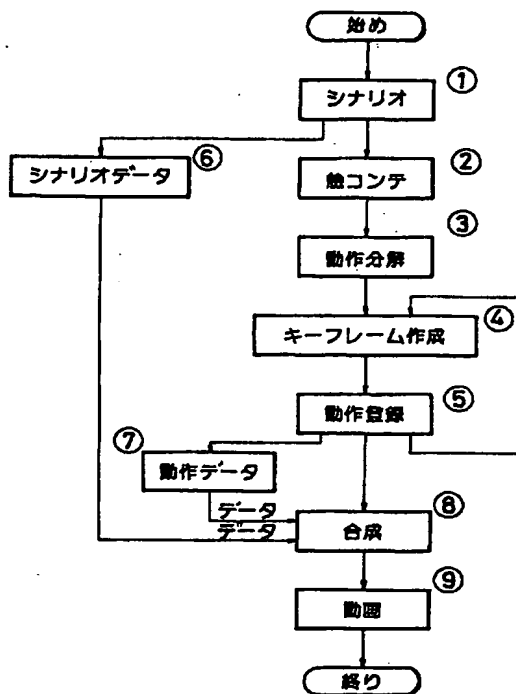 始め
①
シナリオ
⑥
シナリオデータ
②
絵コンテ
③
動作分解
④
キーフレーム作成
⑤
動作登録
⑦
動作データ
データ
データ
⑧
合成
⑨
動画
終り